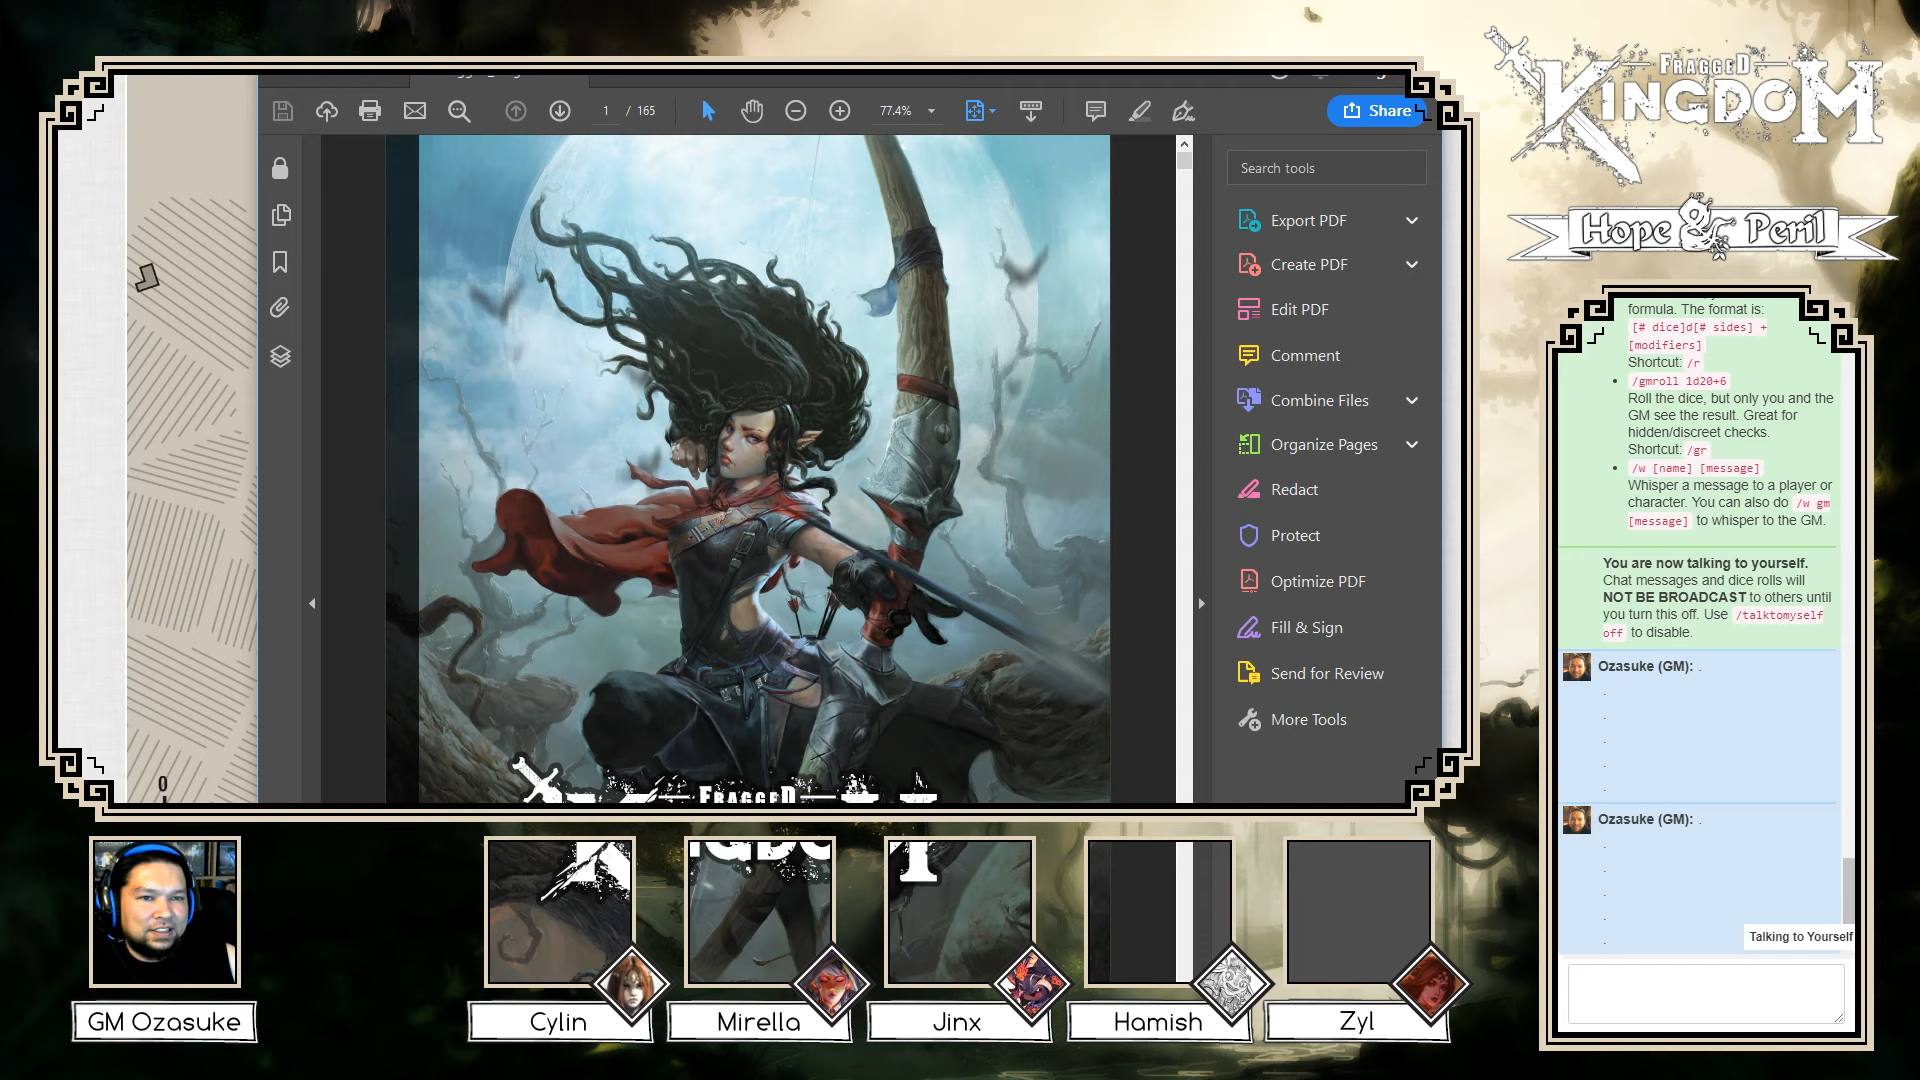 1 / 165
77.4%
Share
Search tools
Export PDF
Create PDF
Edit PDF
Comment
Combine Files
Organize Pages
Redact
Protect
Optimize PDF
Fill & Sign
Send for Review
More Tools
0
FRAGGED
FRAGGED
KINGDOM
Hope & Peril
formula. The format is:
[# dice]d[# sides] +
[modifiers]
Shortcut: /r
• /gmroll 1d20+6
Roll the dice, but only you and the
GM see the result. Great for
hidden/discreet checks.
Shortcut: /gr
• /w [name] [message]
Whisper a message to a player or
character. You can also do /w gm
[message] to whisper to the GM.
You are now talking to yourself.
Chat messages and dice rolls will
NOT BE BROADCAST to others until
you turn this off. Use /talktomyself
off to disable.
Ozasuke (GM): .
.
.
.
.
.
Ozasuke (GM): .
.
.
.
.
.
Talking to Yourself
GM Ozasuke
Cylin
Mirella
Jinx
Hamish
Zyl